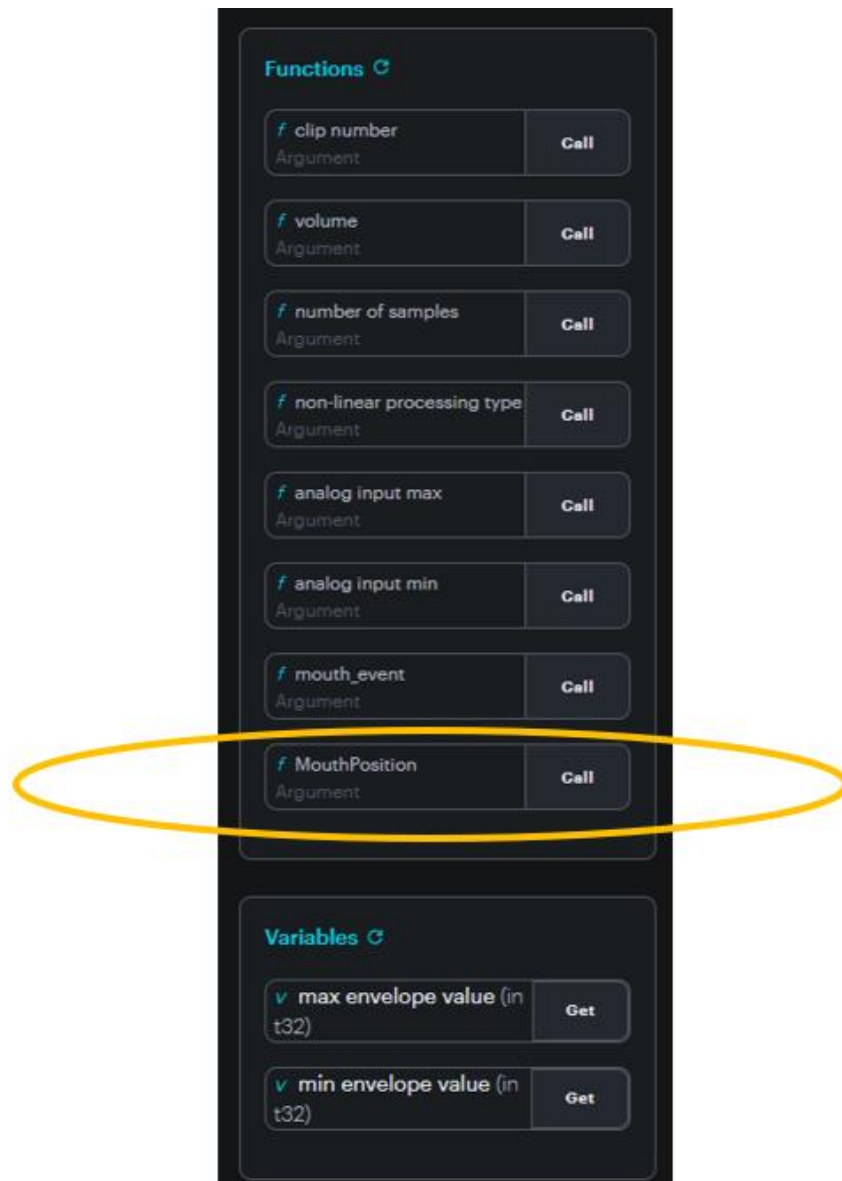 Functions
f clip number
Argument
Call
f volume
Argument
Call
f number of samples
Argument
Call
f non-linear processing type
Argument
Call
f analog input max
Argument
Call
f analog input min
Argument
Call
f mouth_event
Argument
Call
f MouthPosition
Argument
Call
Variables
v max envelope value (in
t32)
Get
v min envelope value (in
t32)
Get